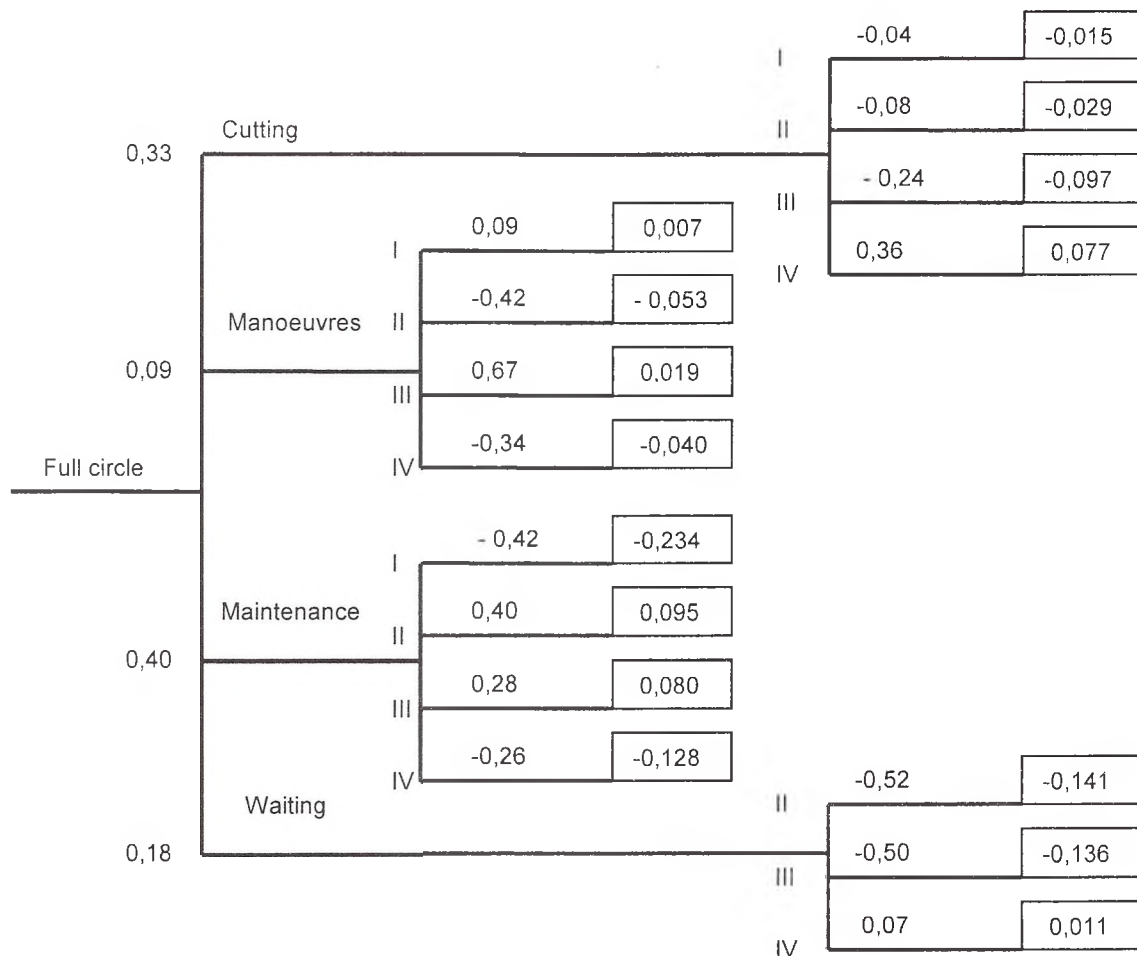 -0,04 -0,015
I
-0,08 -0,029
Cutting
II
0,33
- 0,24 -0,097
III
0,09 0,007
I
0,36 0,077
IV
-0,42 - 0,053
Manoeuvres II
0,09
0,67 0,019
III
-0,34 -0,040
IV
Full circle
- 0,42 -0,234
I
0,40 0,095
Maintenance
II
0,40
0,28 0,080
III
-0,26 -0,128
IV
-0,52 -0,141
Waiting
II
0,18
-0,50 -0,136
III
0,07 0,011
IV